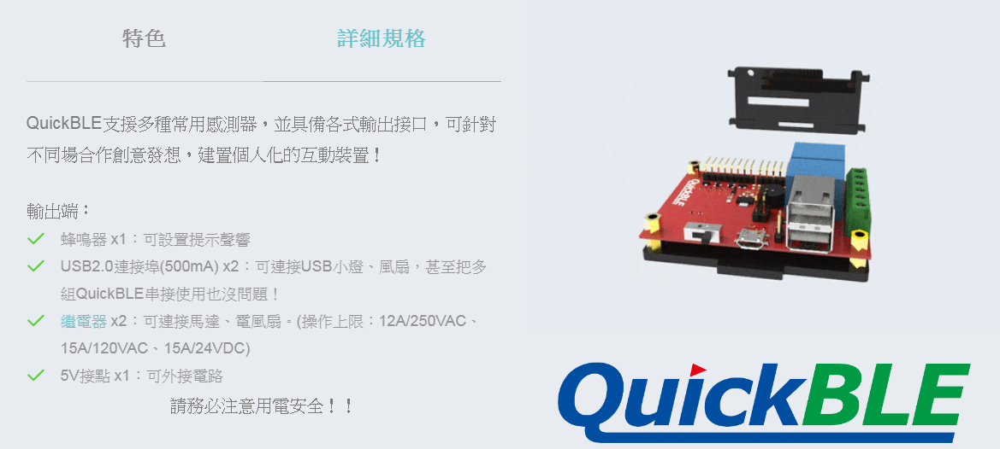 特色
詳細規格
QuickBLE支援多種常用感測器，並具備各式輸出接口，可針對
不同場合作創意發想，建置個人化的互動裝置！
輸出端：
蜂鳴器 x1：可設置提示聲響
USB2.0連接埠(500mA) x2：可連接USB小燈、風扇，甚至把多
組QuickBLE串接使用也沒問題！
繼電器 x2：可連接馬達、電風扇。(操作上限：12A/250VAC、
15A/120VAC、15A/24VDC)
5V接點 x1：可外接電路
請務必注意用電安全！！
QuickBLE
QuickBLE